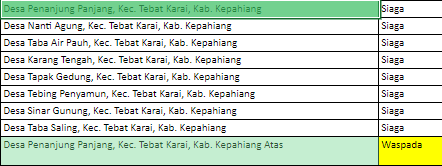 Desa Penanjung Panjang, Kec. Tebat Karai, Kab. Kepahiang Siaga
Desa Nanti Agung, Kec. Tebat Karai, Kab. Kepahiang Siaga
Desa Taba Air Pauh, Kec. Tebat Karai, Kab. Kepahiang Siaga
Desa Karang Tengah, Kec. Tebat Karai, Kab. Kepahiang Siaga
Desa Tapak Gedung, Kec. Tebat Karai, Kab. Kepahiang Siaga
Desa Tebing Penyamun, Kec. Tebat Karai, Kab. Kepahiang Siaga
Desa Sinar Gunung, Kec. Tebat Karai, Kab. Kepahiang Siaga
Desa Taba Saling, Kec. Tebat Karai, Kab. Kepahiang Siaga
Desa Penanjung Panjang, Kec. Tebat Karai, Kab. Kepahiang Atas Waspada